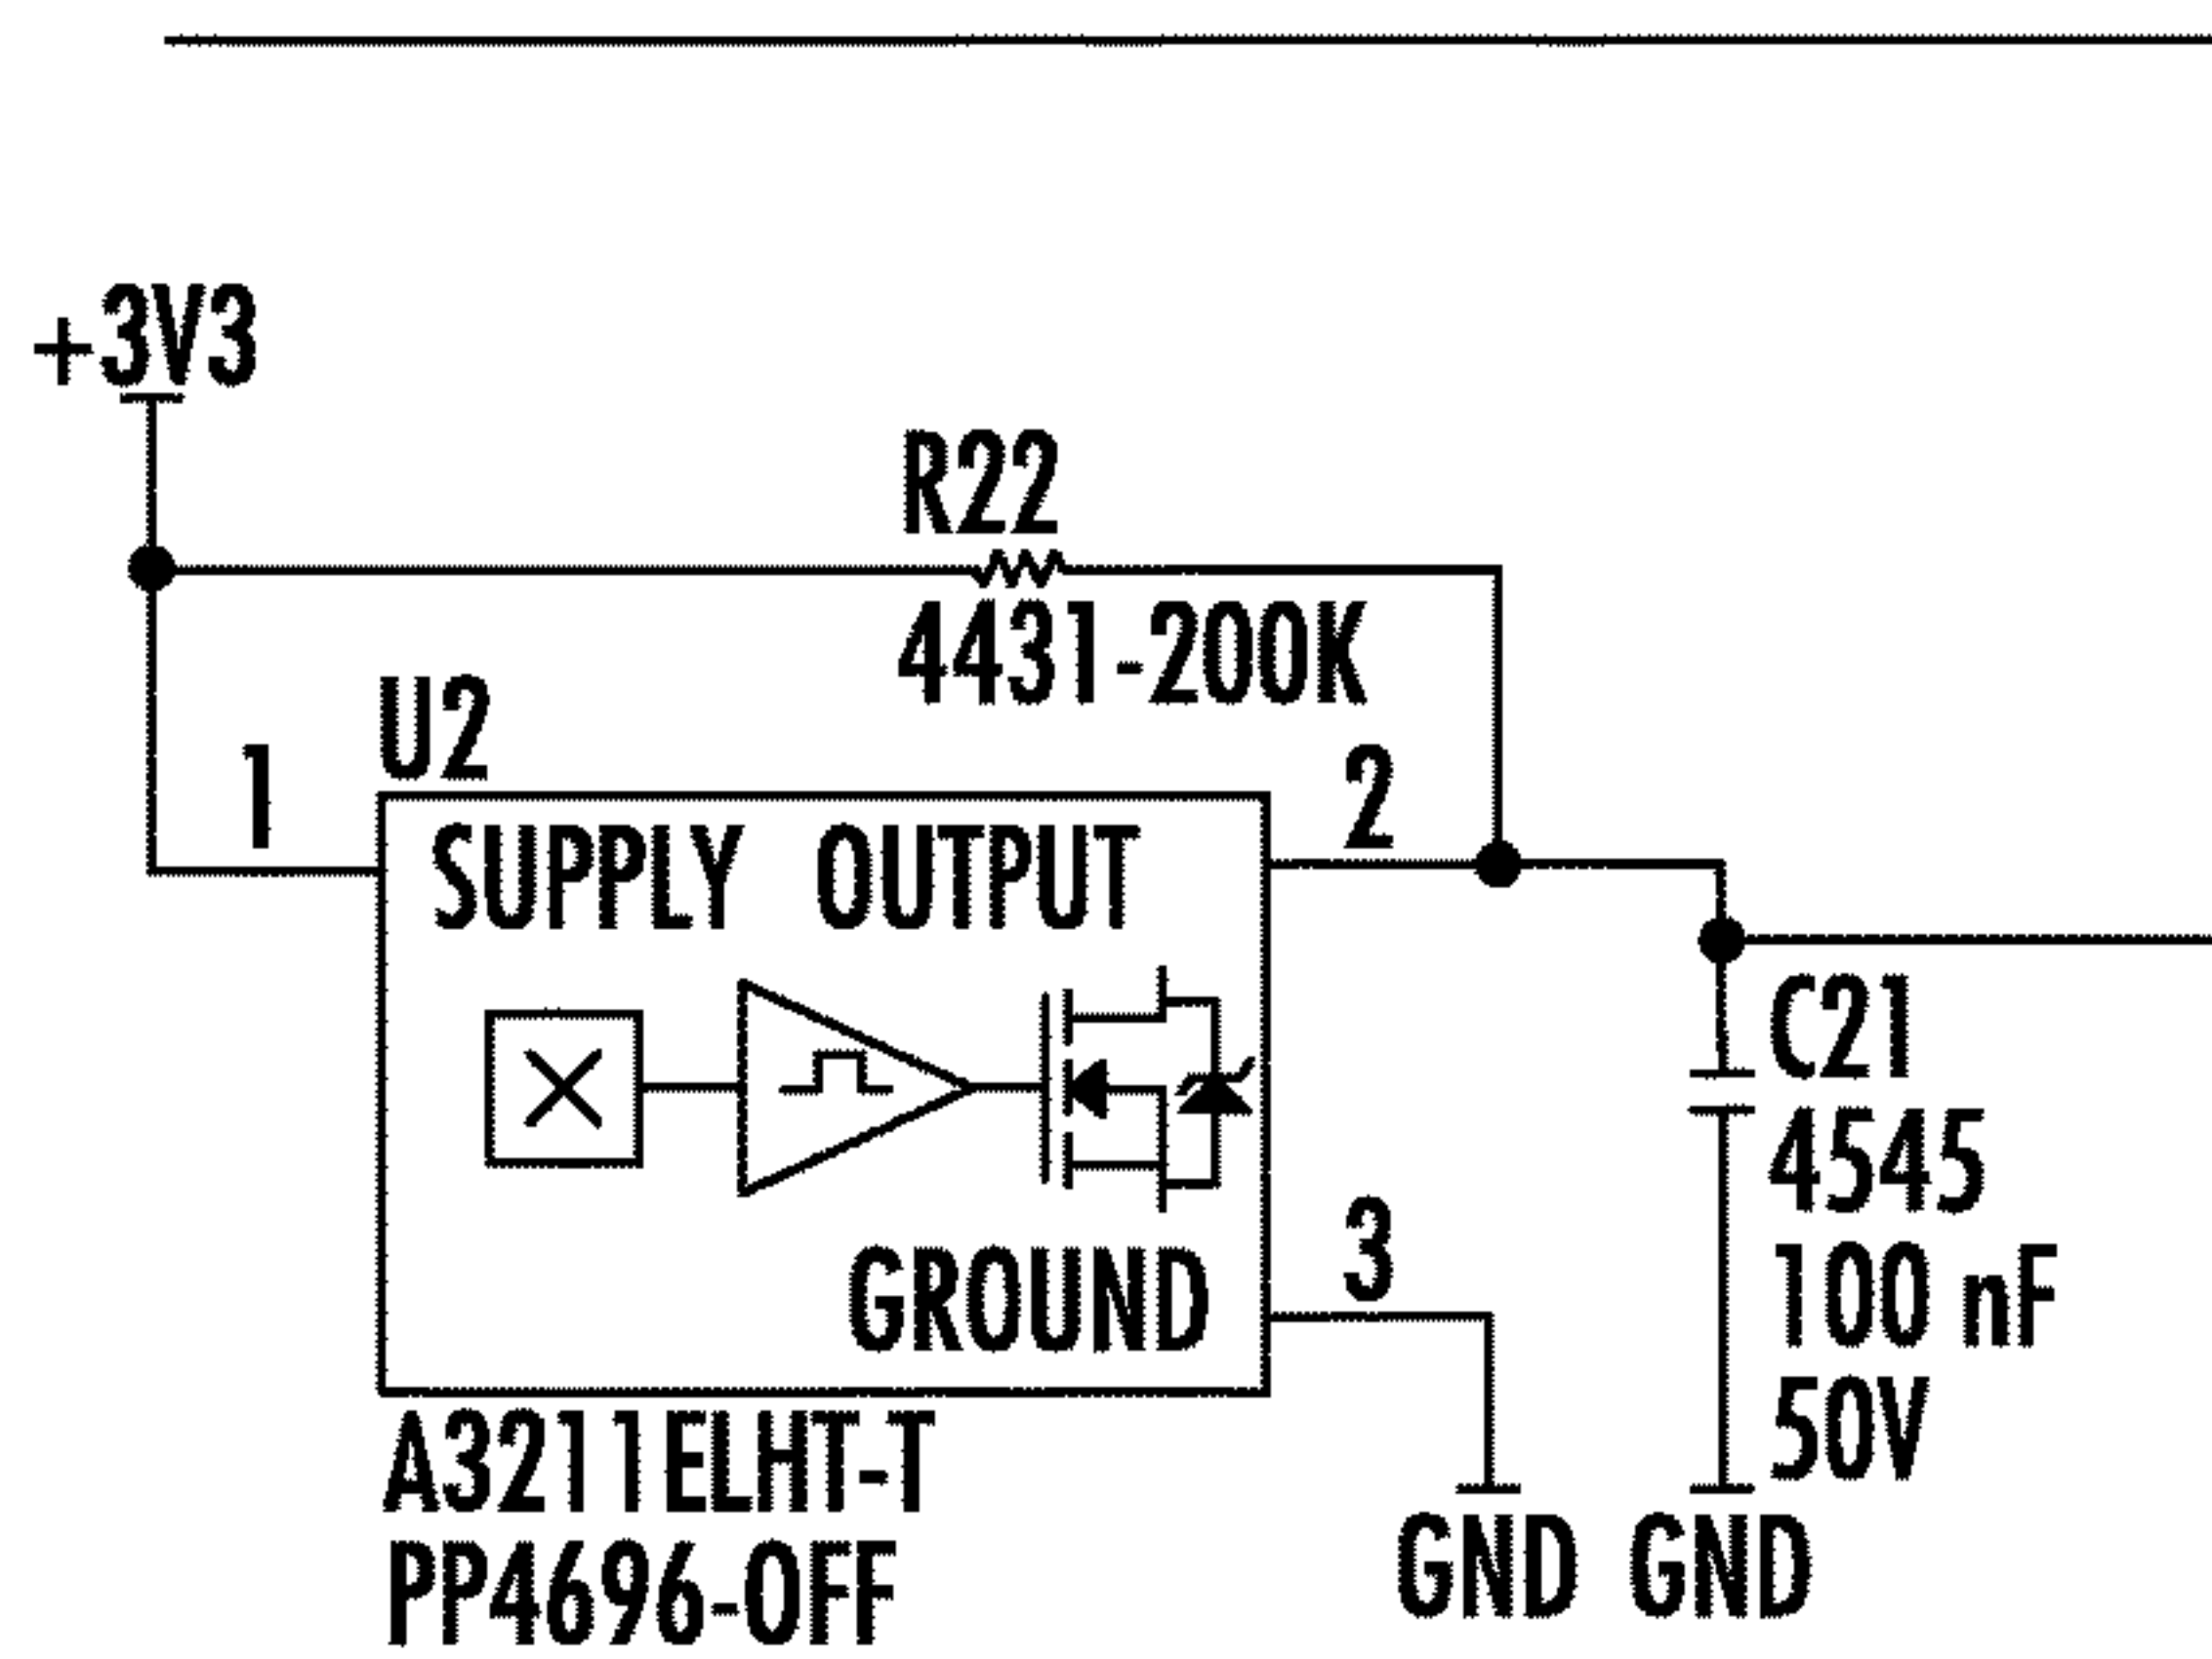 +3V3
R22
4431-200K
U2
1
2
SUPPLY OUTPUT
C21
4545
100 nF
50V
3
GROUND
A3211ELHT-T
PP4696-OFF
GND GND